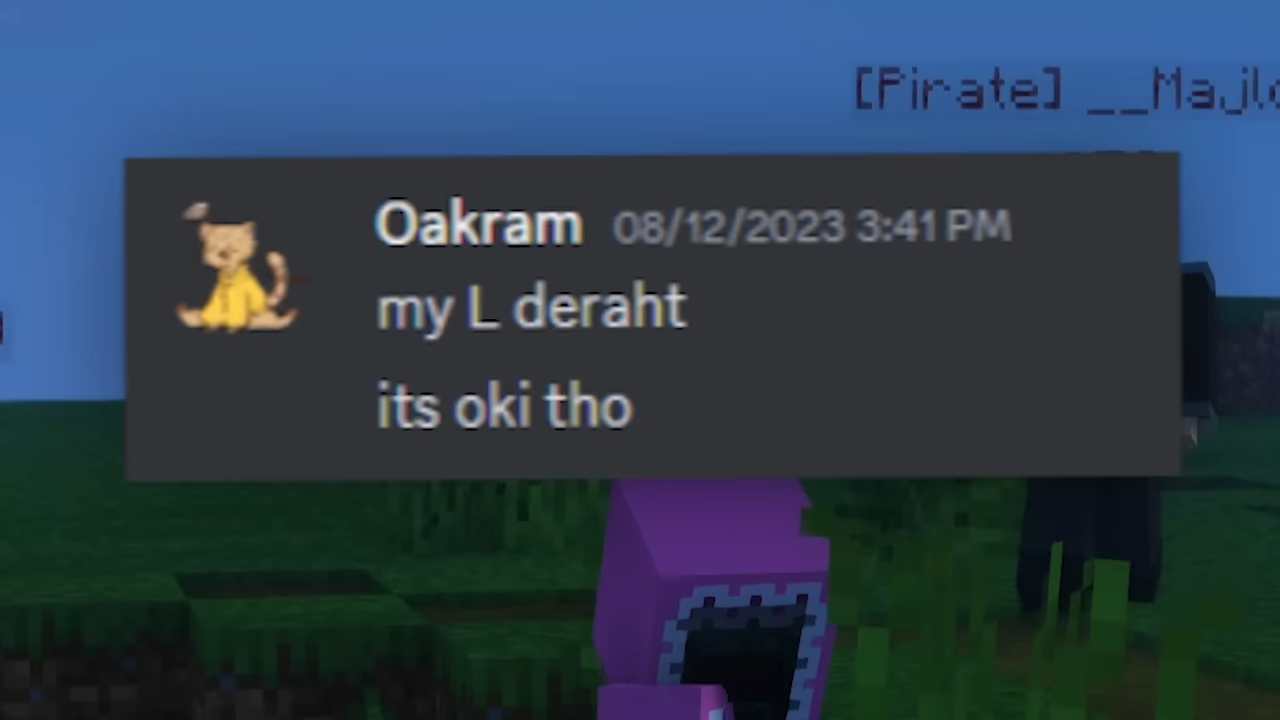 [Pirate] __Majl
Oakram 08/12/2023 3:41 PM
my L deraht
its oki tho